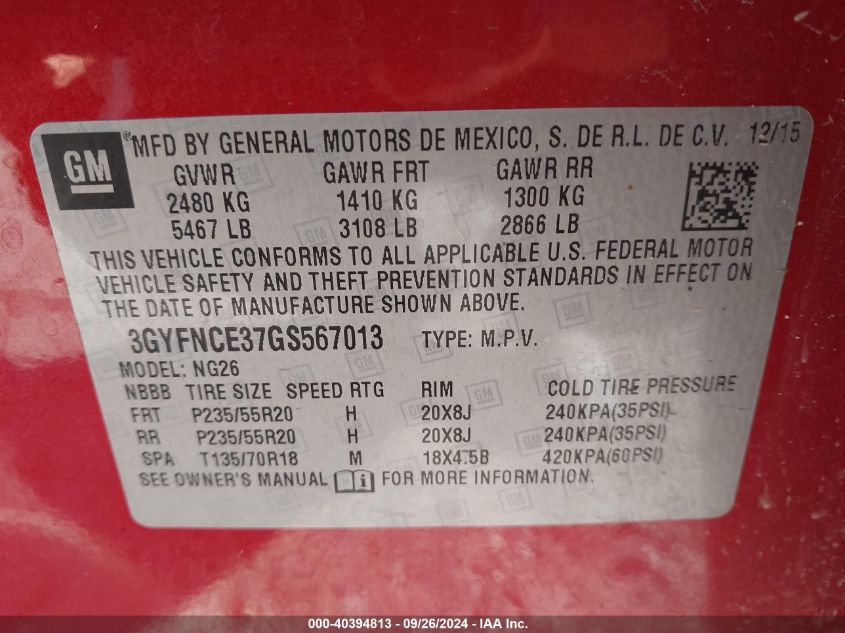 GM
®MFD BY GENERAL MOTORS DE MEXICO, S. DE R.L. DE C.V. 12/15
GVWR GAWR FRT GAWR RR
2480 KG 1410 KG 1300 KG
5467 LB 3108 LB 2866 LB
THIS VEHICLE CONFORMS TO ALL APPLICABLE U.S. FEDERAL MOTOR
VEHICLE SAFETY AND THEFT PREVENTION STANDARDS IN EFFECT ON
THE DATE OF MANUFACTURE SHOWN ABOVE.
3GYFNCE37GS567013 TYPE: M.P.V.
MODEL: NG26
NBBB TIRE SIZE SPEED RTG RIM COLD TIRE PRESSURE
FRT P235/55R20 H 20X8J 240KPA(35PSI)
RR P235/55R20 H 20X8J 240KPA(35PSI)
SPA T135/70R18 M 18X4.5B 420KPA(60PSI)
SEE OWNER'S MANUAL i FOR MORE INFORMATION.
000-40394813 - 09/26/2024 - IAA Inc.